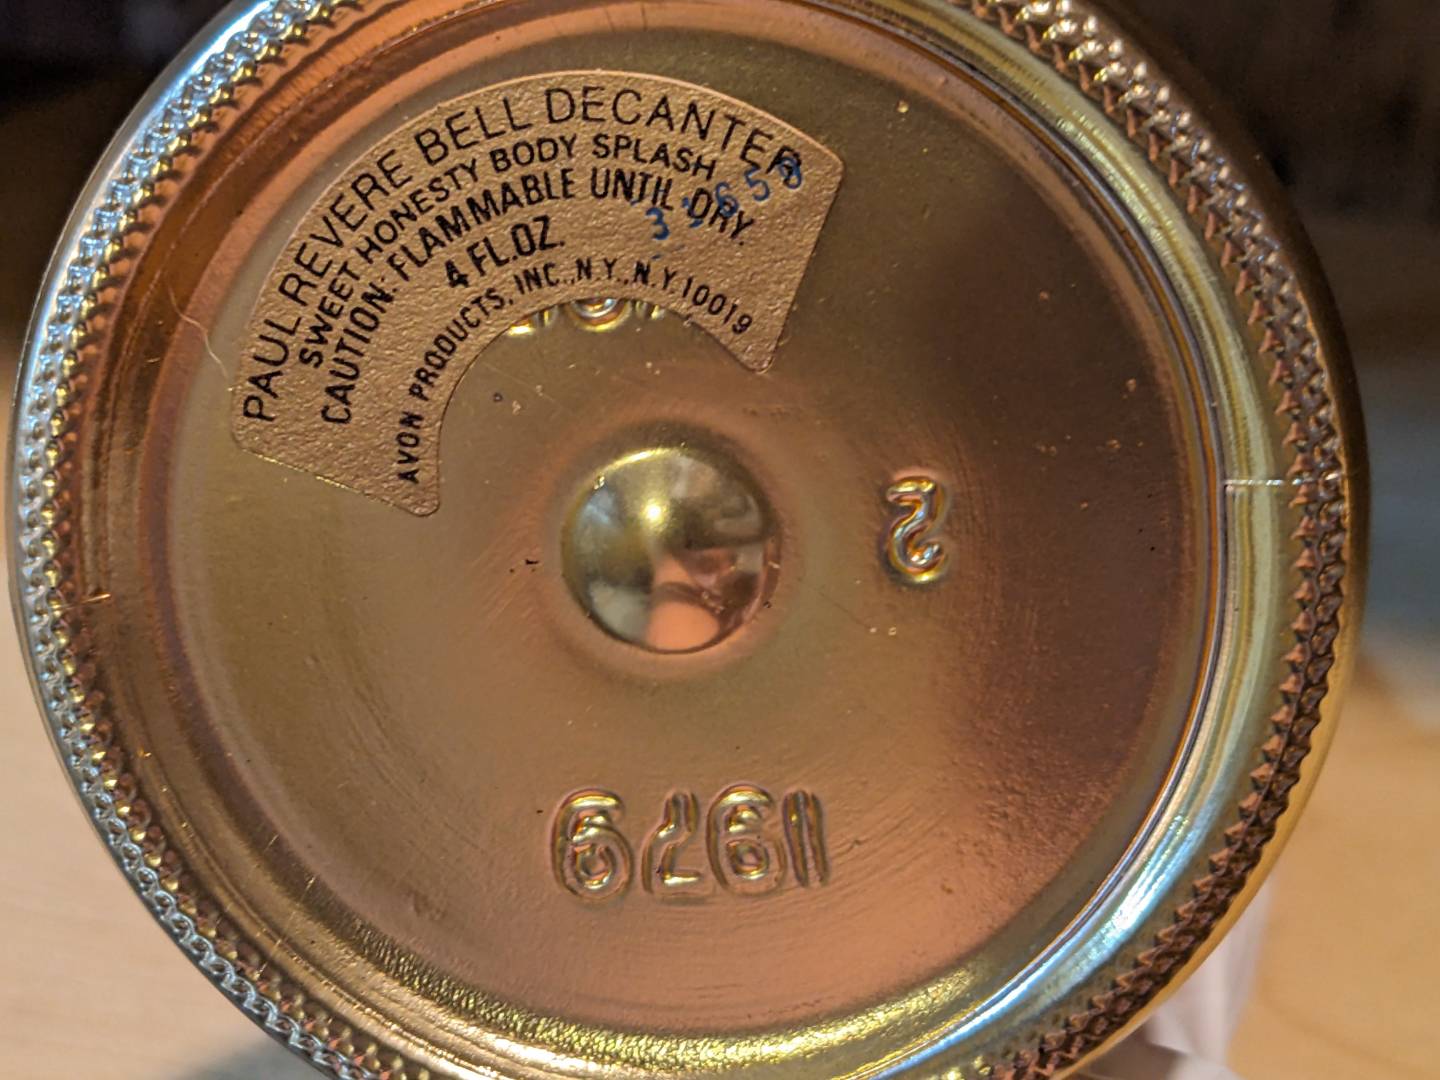 PAUL REVERE BELL DECANTER
SWEET HONESTY BODY SPLASH
CAUTION: FLAMMABLE UNTIL DRY.
4 FL.OZ.
AVON PRODUCTS, INC., N.Y., N.Y. 10019
5
1979